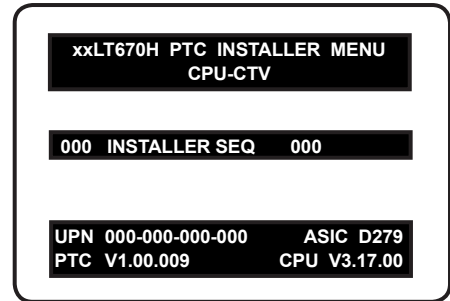 xxLT670H PTC INSTALLER MENU
CPU-CTV
000 INSTALLER SEQ 000
UPN 000-000-000-000 ASIC D279
PTC V1.00.009 CPU V3.17.00